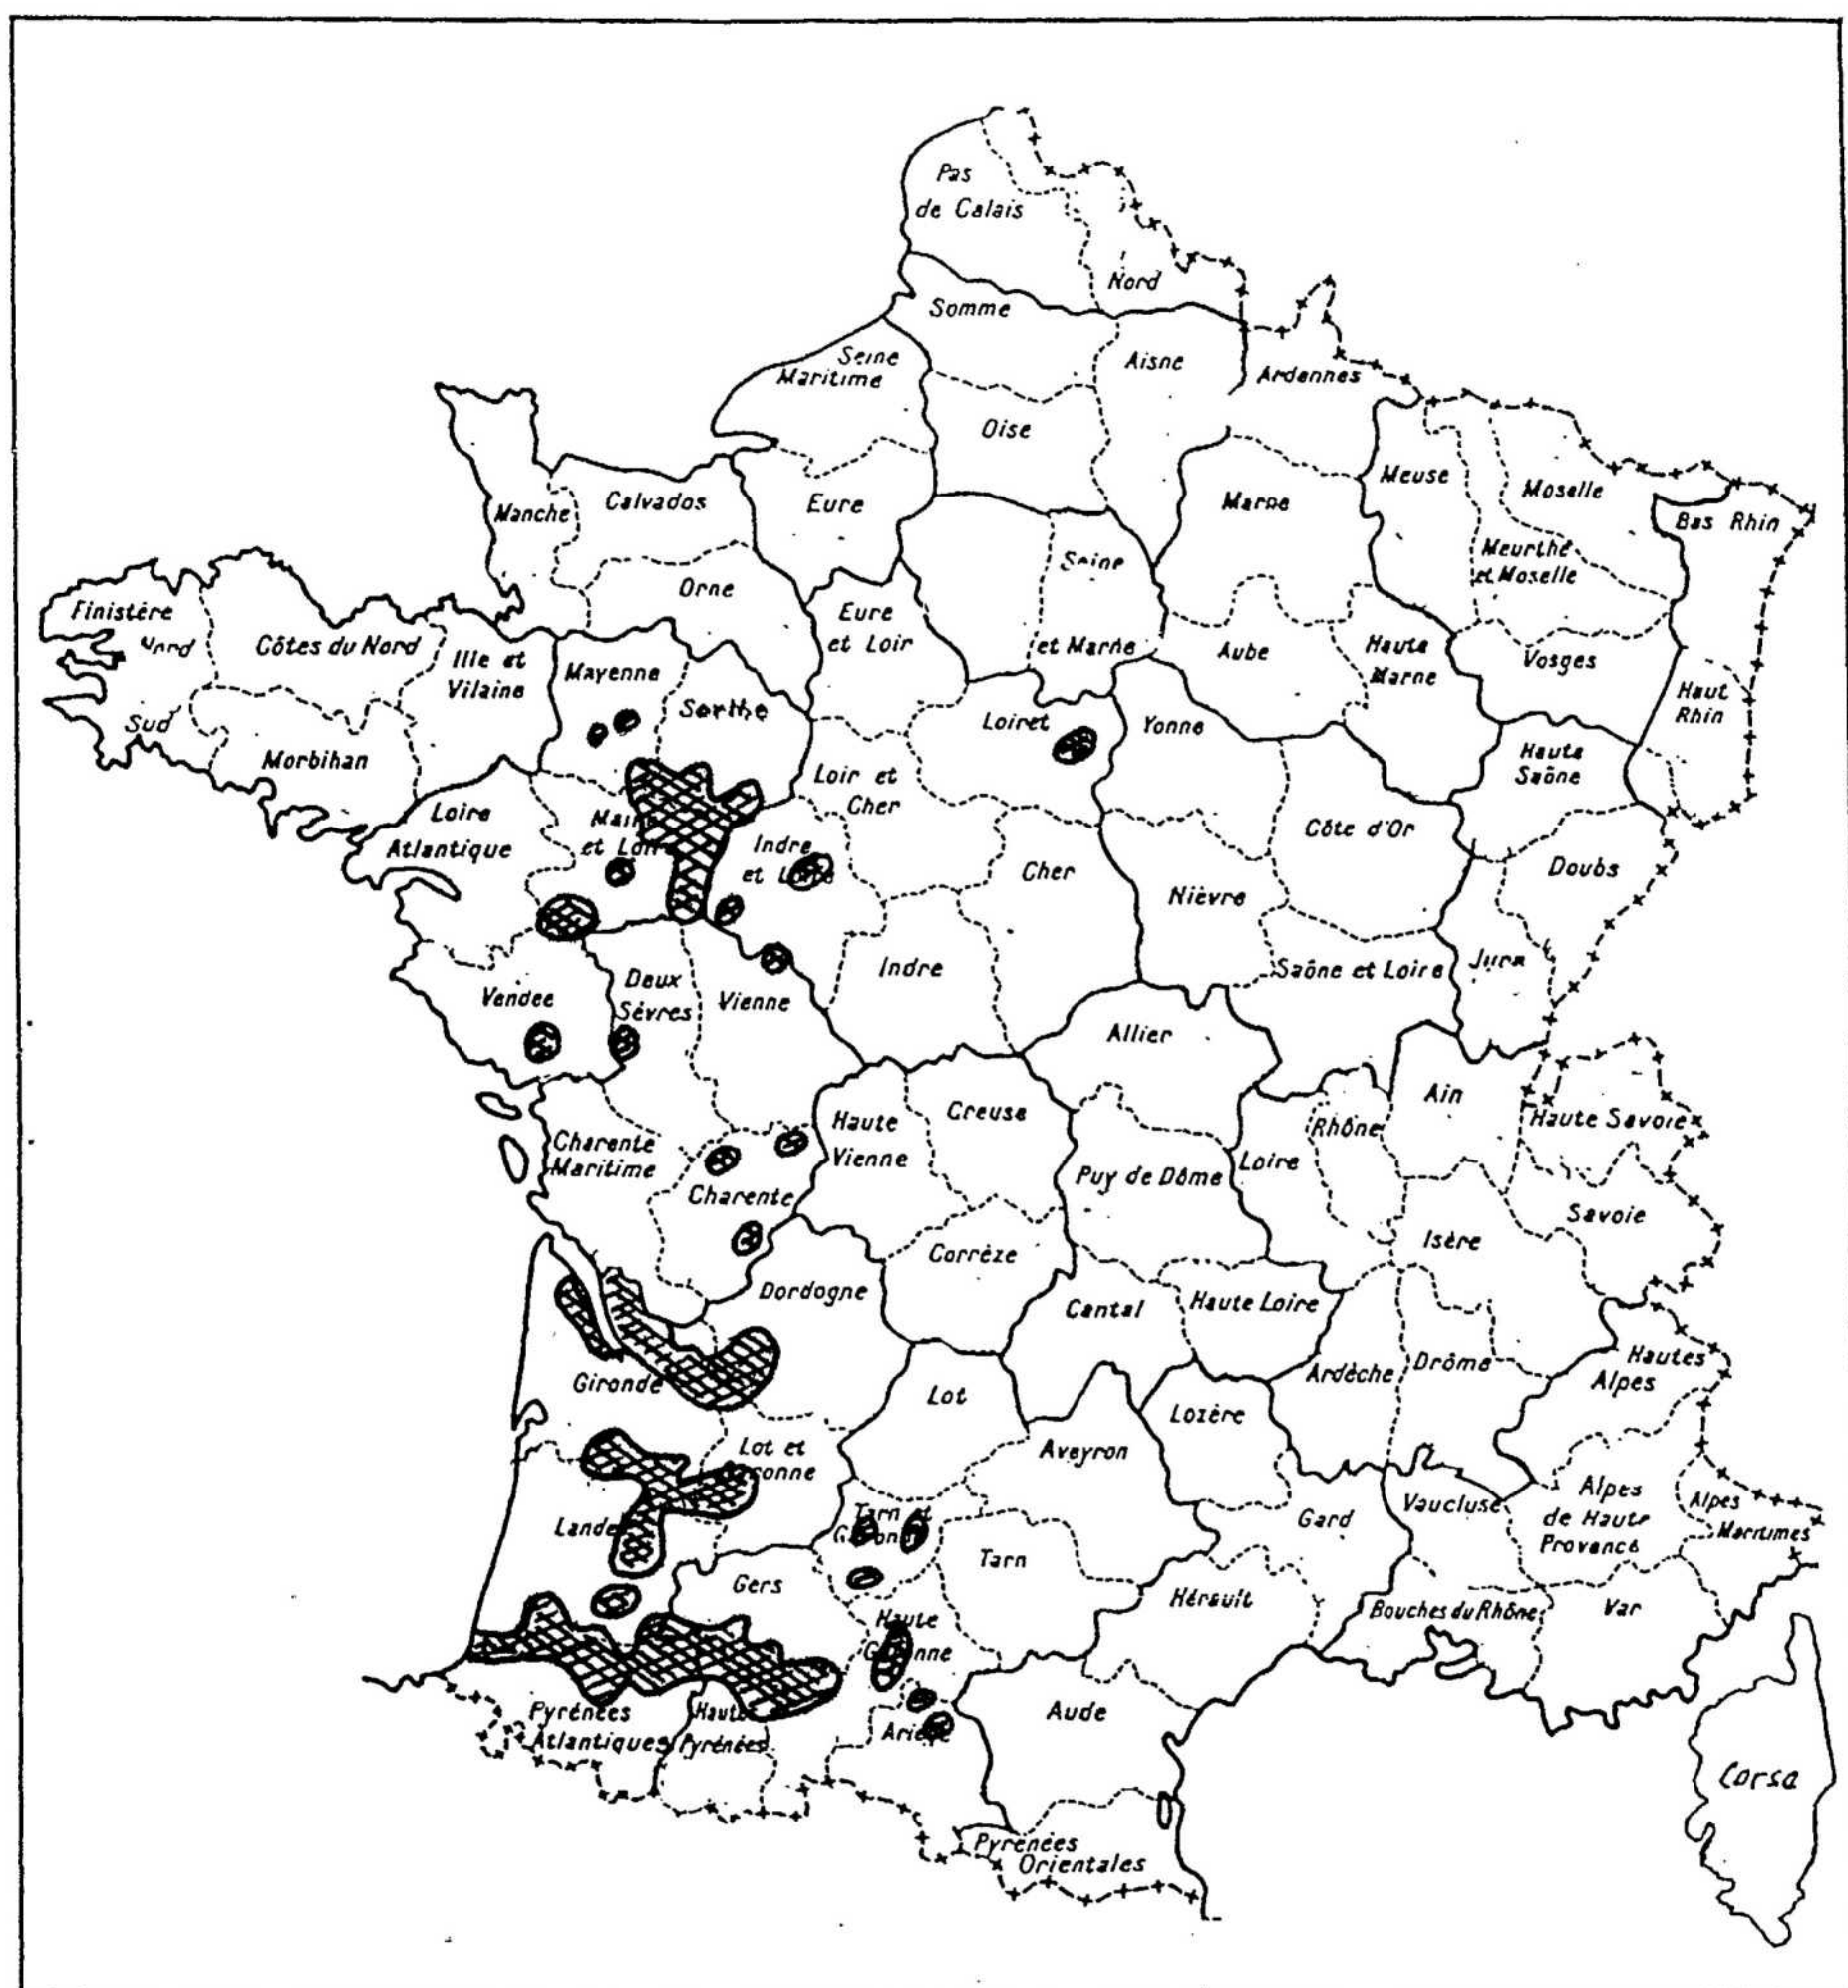 Pas
de Calais
Nord
Somme
Seine
Maritime
Aisne
Ardennes
Oise
Manche
Calvados
Eure
Marne
Meuse
Moselle
Bas Rhin
Meurthe
et Moselle
Seine
et Marne
Orne
Eure
et Loir
Finistère
Nord
Sud
Côtes du Nord
Ille et
Vilaine
Mayenne
Sarthe
Aube
Haute
Marne
Vosges
Haut
Rhin
Morbihan
Loiret
Yonne
Haute
Saône
Loir et
Cher
Loire
Atlantique
et
Indre
et
Cher
Côte d'Or
Doubs
Nièvre
Indre
Saône et Loire
Jura
Vendee
Deux
Sèvres
Vienne
Allier
Ain
Haute Savoie
Charente
Maritime
Haute
Vienne
Creuse
Rhône
Puy de Dôme
Loire
Charente
Savoie
Isère
Corrèze
Dordogne
Cantal
Haute Loire
Gironde
Ardèche
Drôme
Hautes
Alpes
Lot
Lozère
Lot et
Aveyron
Vaucluse
Alpes
de Haute
Provence
Alpes
Maritimes
Gard
Tarn et
Tarn
Gers
Hérault
Bouches du Rhône
Var
Haute
Pyrénées
Atlantiques
Pyrénées
Aude
Corse
Pyrénées
Orientales